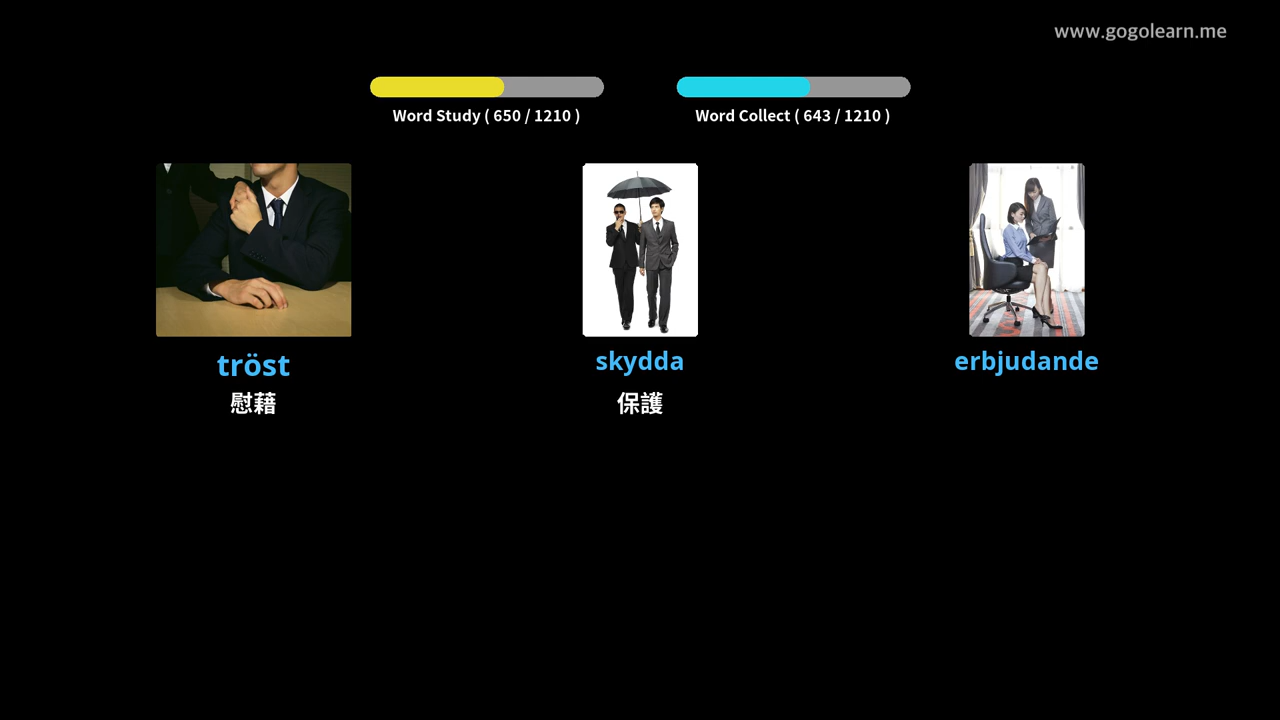 www.gogolearn.me
Word Study ( 650 / 1210 )
Word Collect ( 643 / 1210 )
tröst
skydda
erbjudande
慰藉
保護